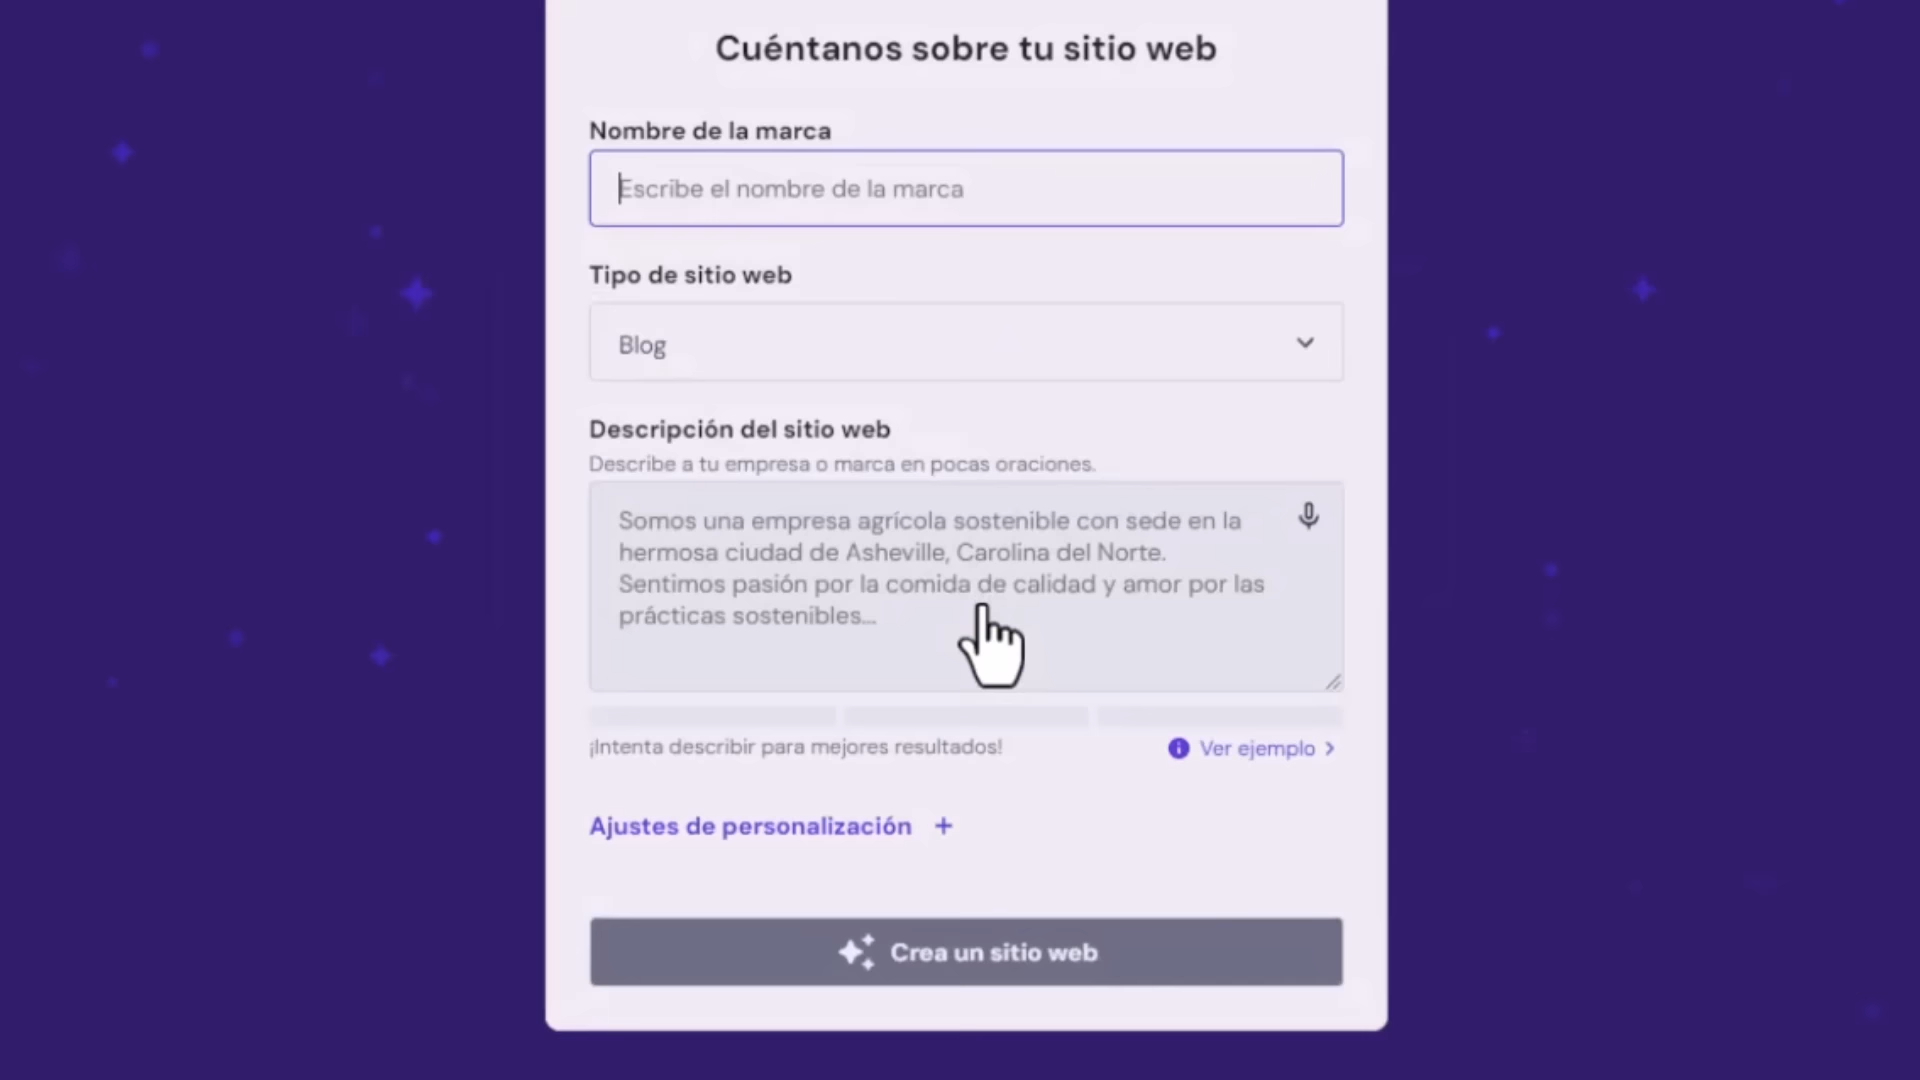 Cuéntanos sobre tu sitio web
Nombre de la marca
Escribe el nombre de la marca
Tipo de sitio web
Blog
Descripción del sitio web
Describe a tu empresa o marca en pocas oraciones.
Somos una empresa agrícola sostenible con sede en la
hermosa ciudad de Asheville, Carolina del Norte.
Sentimos pasión por la comida de calidad y amor por las
prácticas sostenibles...
¡Intenta describir para mejores resultados!
Ver ejemplo
Ajustes de personalización +
Crea un sitio web